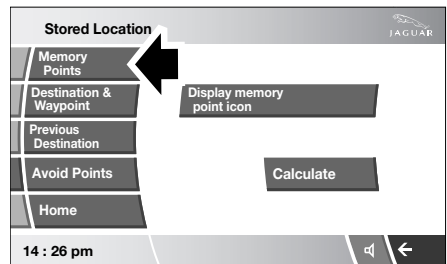 Stored Location
JAGUAR
Memory
Points
Destination &
Waypoint
Display memory
point icon
Previous
Destination
Avoid Points
Calculate
Home
14 : 26 pm